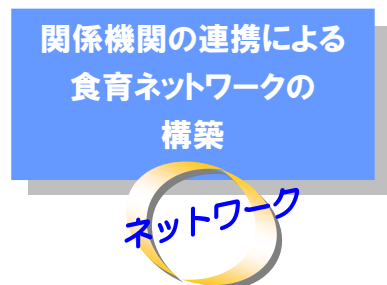 関係機関の連携による
食育ネットワークの
構築
ネットワーク